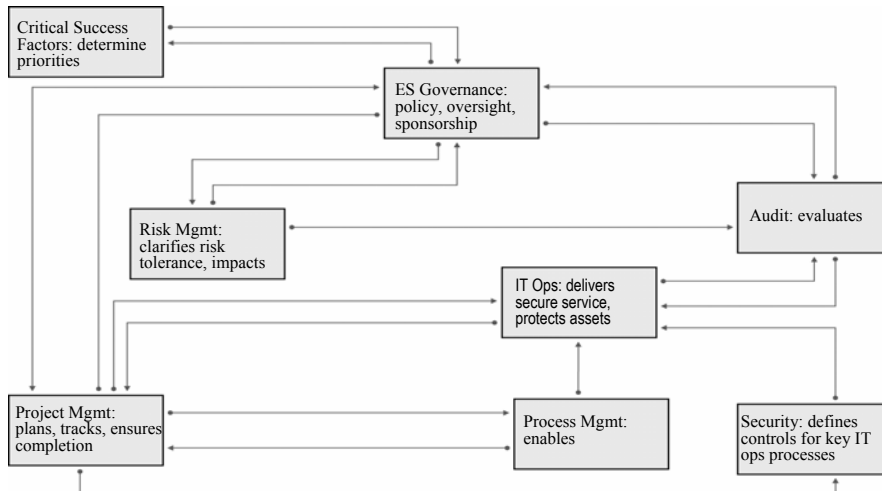 Critical Success
Factors: determine
priorities
ES Governance:
policy, oversight,
sponsorship
Risk Mgmt:
clarifies risk
tolerance, impacts
Audit: evaluates
IT Ops: delivers
secure service,
protects assets
Project Mgmt:
plans, tracks, ensures
completion
Process Mgmt:
enables
Security: defines
controls for key IT
ops processes